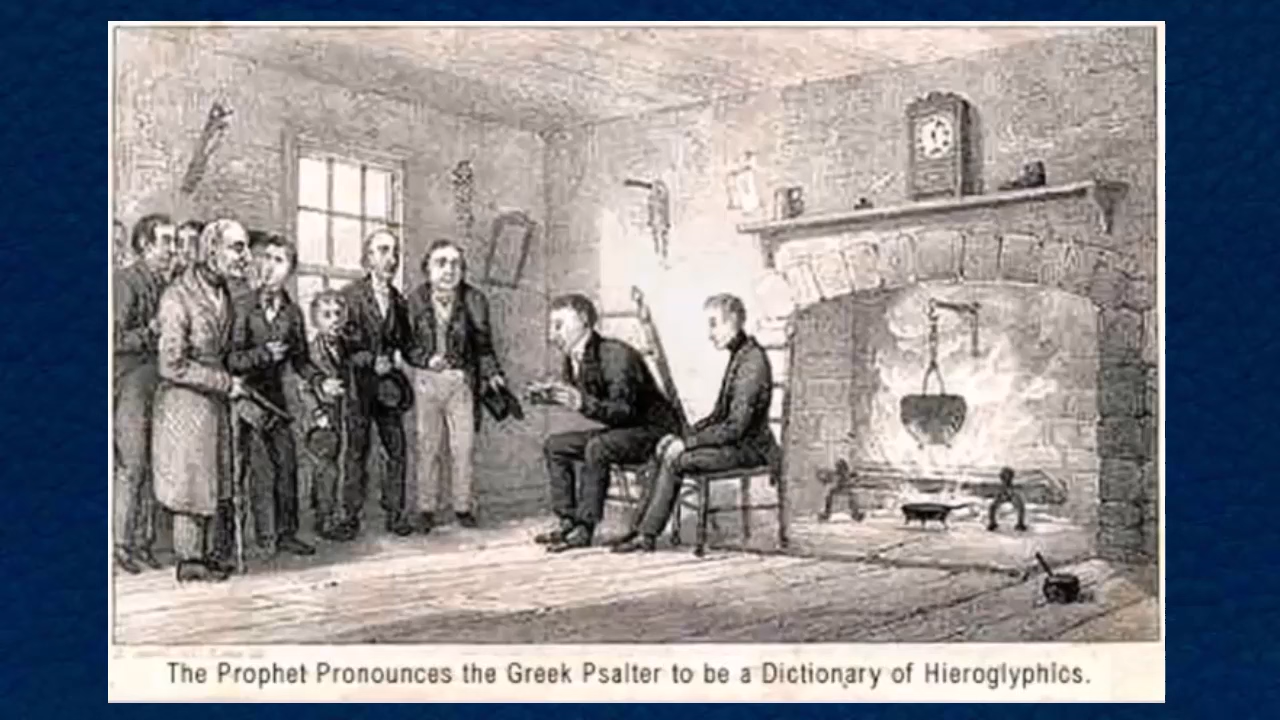 The Prophet Pronounces the Greek Psalter to be a Dictionary of Hieroglyphics.